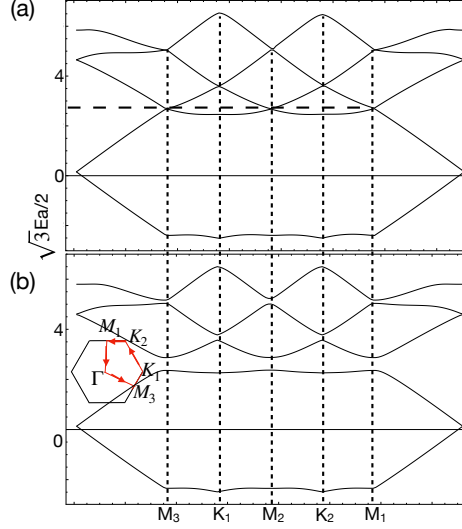 (a)
4
0
√3Ea/2
(b)
4
M₁
K₂
Γ
K₁
M₃
0
M₃ K₁ M₂ K₂ M₁